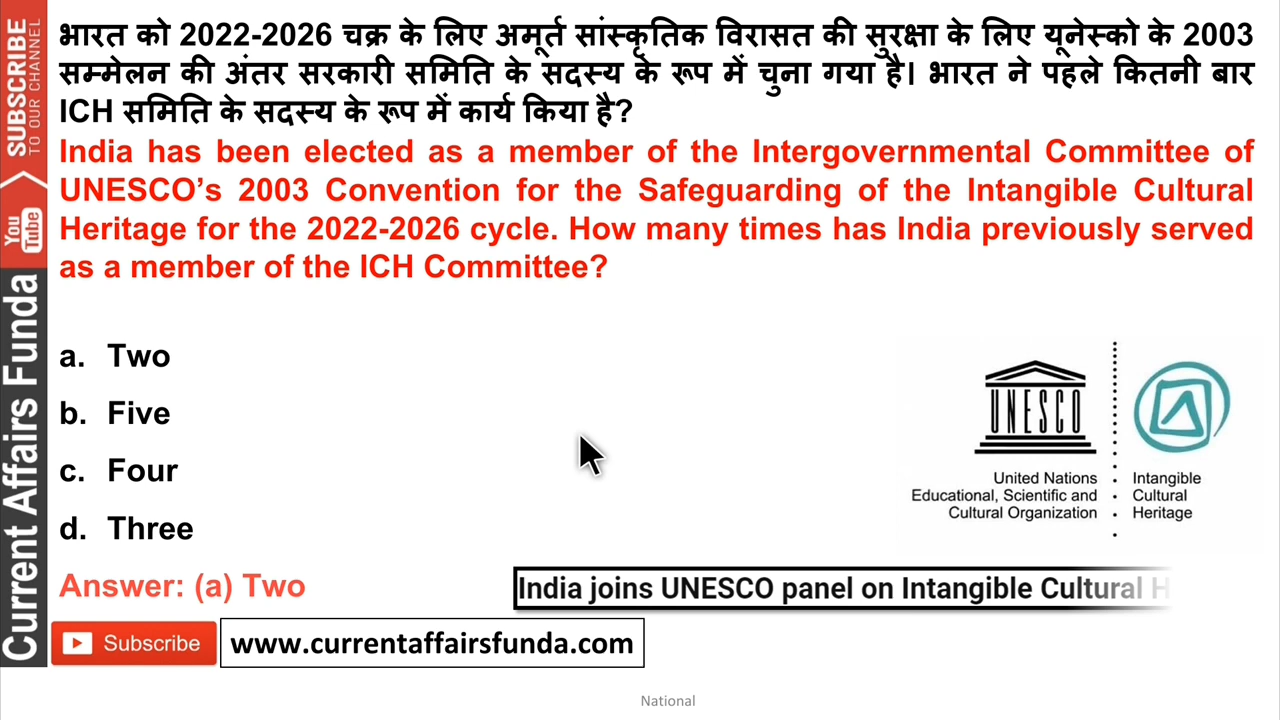 भारत को 2022-2026 चक्र के लिए अमूर्त सांस्कृतिक विरासत की सुरक्षा के लिए यूनेस्को के 2003
सम्मेलन की अंतर सरकारी समिति के सदस्य के रूप में चुना गया है। भारत ने पहले कितनी बार
ICH समिति के सदस्य के रूप में कार्य किया है?
India has been elected as a member of the Intergovernmental Committee of
UNESCO’s 2003 Convention for the Safeguarding of the Intangible Cultural
Heritage for the 2022-2026 cycle. How many times has India previously served
as a member of the ICH Committee?
a. Two
b. Five
c. Four
d. Three
Answer: (a) Two
UNESCO
United Nations
Educational, Scientific and
Cultural Organization
Intangible
Cultural
Heritage
India joins UNESCO panel on Intangible Cultural H
Subscribe
www.currentaffairsfunda.com
National
SUBSCRIBE
TO OUR CHANNEL
You
Tube
Current Affairs Funda